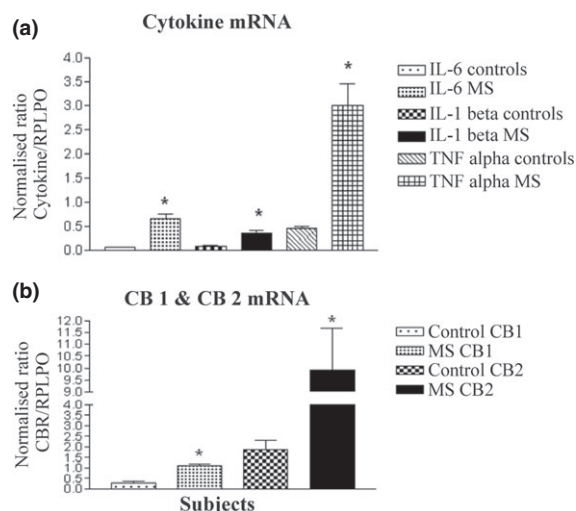 (a)
Cytokine mRNA
Normalised ratio
Cytokine/RPLPO
4.0
3.5
3.0
2.5
2.0
1.5
1.0
0.5
0.0
*
*
*
IL-6 controls
IL-6 MS
IL-1 beta controls
IL-1 beta MS
TNF alpha controls
TNF alpha MS
(b)
CB 1 & CB 2 mRNA
Normalised ratio
CBR/RPLPO
12.0
11.5
11.0
10.5
10.0
9.5
9.0
4.0
3.5
3.0
2.5
2.0
1.5
1.0
0.5
0.0
*
*
Control CB1
MS CB1
Control CB2
MS CB2
Subjects